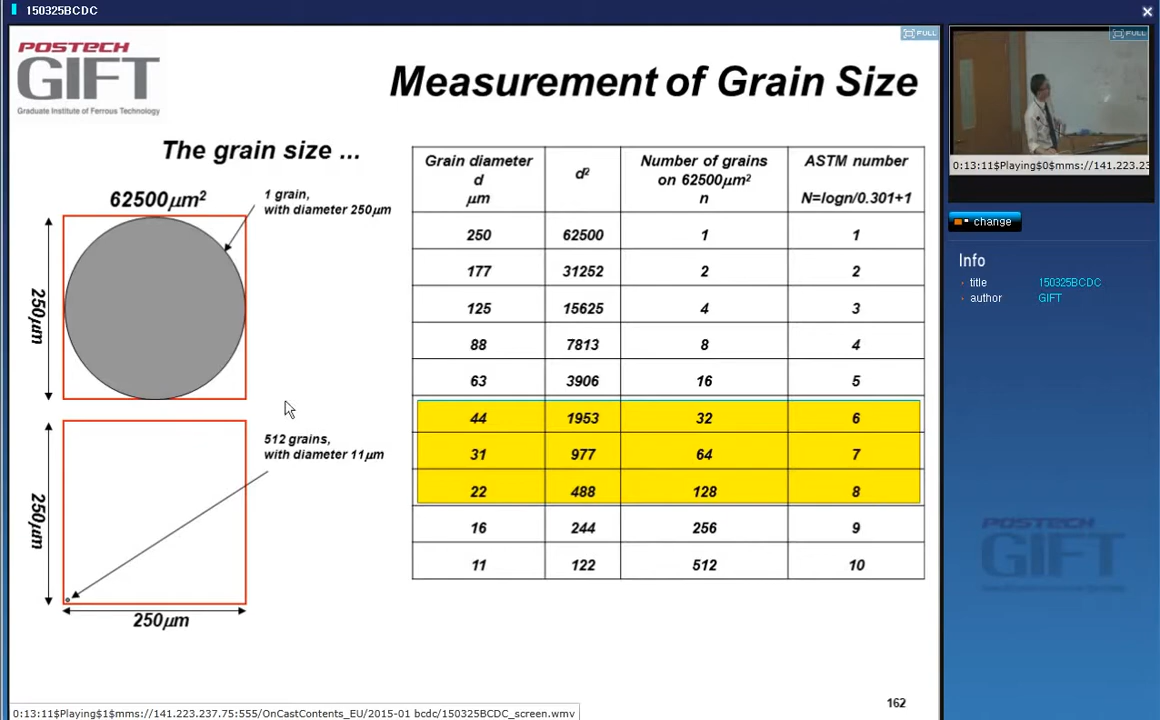 150325BCDC
POSTECH
GIFT
Graduate Institute of Ferrous Technology
FULL
Measurement of Grain Size
The grain size ...
62500μm²
1 grain,
with diameter 250μm
250μm
512 grains,
with diameter 11μm
250μm
250μm
Grain diameter d μm | d² | Number of grains on 62500μm² n | ASTM number N=logn/0.301+1
250 | 62500 | 1 | 1
177 | 31252 | 2 | 2
125 | 15625 | 4 | 3
88 | 7813 | 8 | 4
63 | 3906 | 16 | 5
44 | 1953 | 32 | 6
31 | 977 | 64 | 7
22 | 488 | 128 | 8
16 | 244 | 256 | 9
11 | 122 | 512 | 10
162
0:13:11$Playing$1$mms://141.223.237.75:555/OnCastContents_EU/2015-01 bcdc/150325BCDC_screen.wmv
FULL
0:13:11$Playing$0$mms://141.223.23
change
Info
title 150325BCDC
author GIFT
POSTECH
GIFT